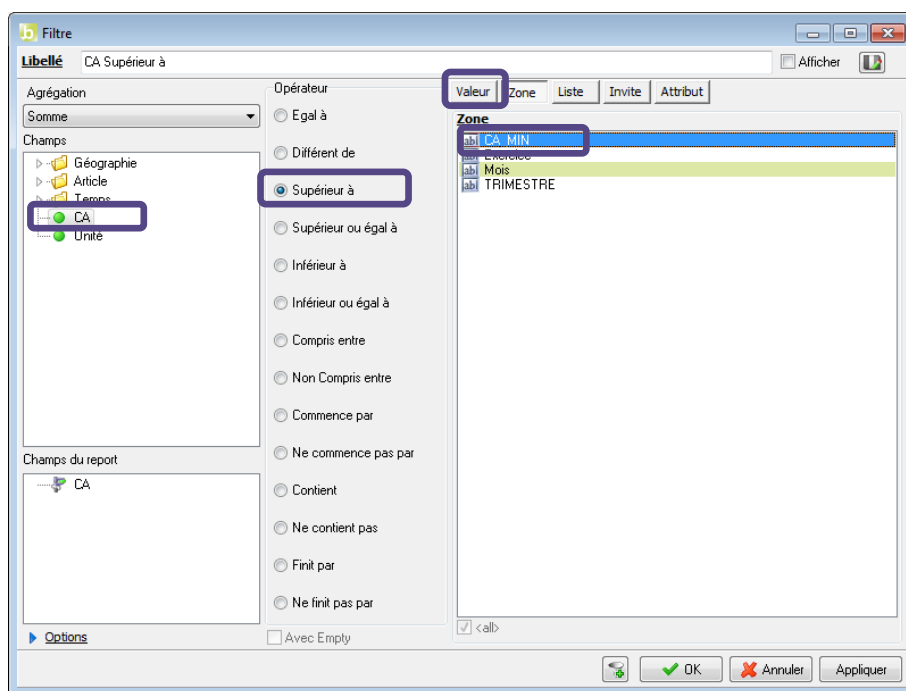 Filtre
Libellé CA Supérieur à Afficher
Agrégation
Somme
Champs
Géographie
Article
Temps
CA
Unité
Champs du report
CA
Options
Opérateur
Egal à
Différent de
Supérieur à
Supérieur ou égal à
Inférieur à
Inférieur ou égal à
Compris entre
Non Compris entre
Commence par
Ne commence pas par
Contient
Ne contient pas
Finit par
Ne finit pas par
Avec Empty
Valeur Zone Liste Invite Attribut
Zone
CA_MIN
Exercice
Mois
TRIMESTRE
<all>
OK Annuler Appliquer